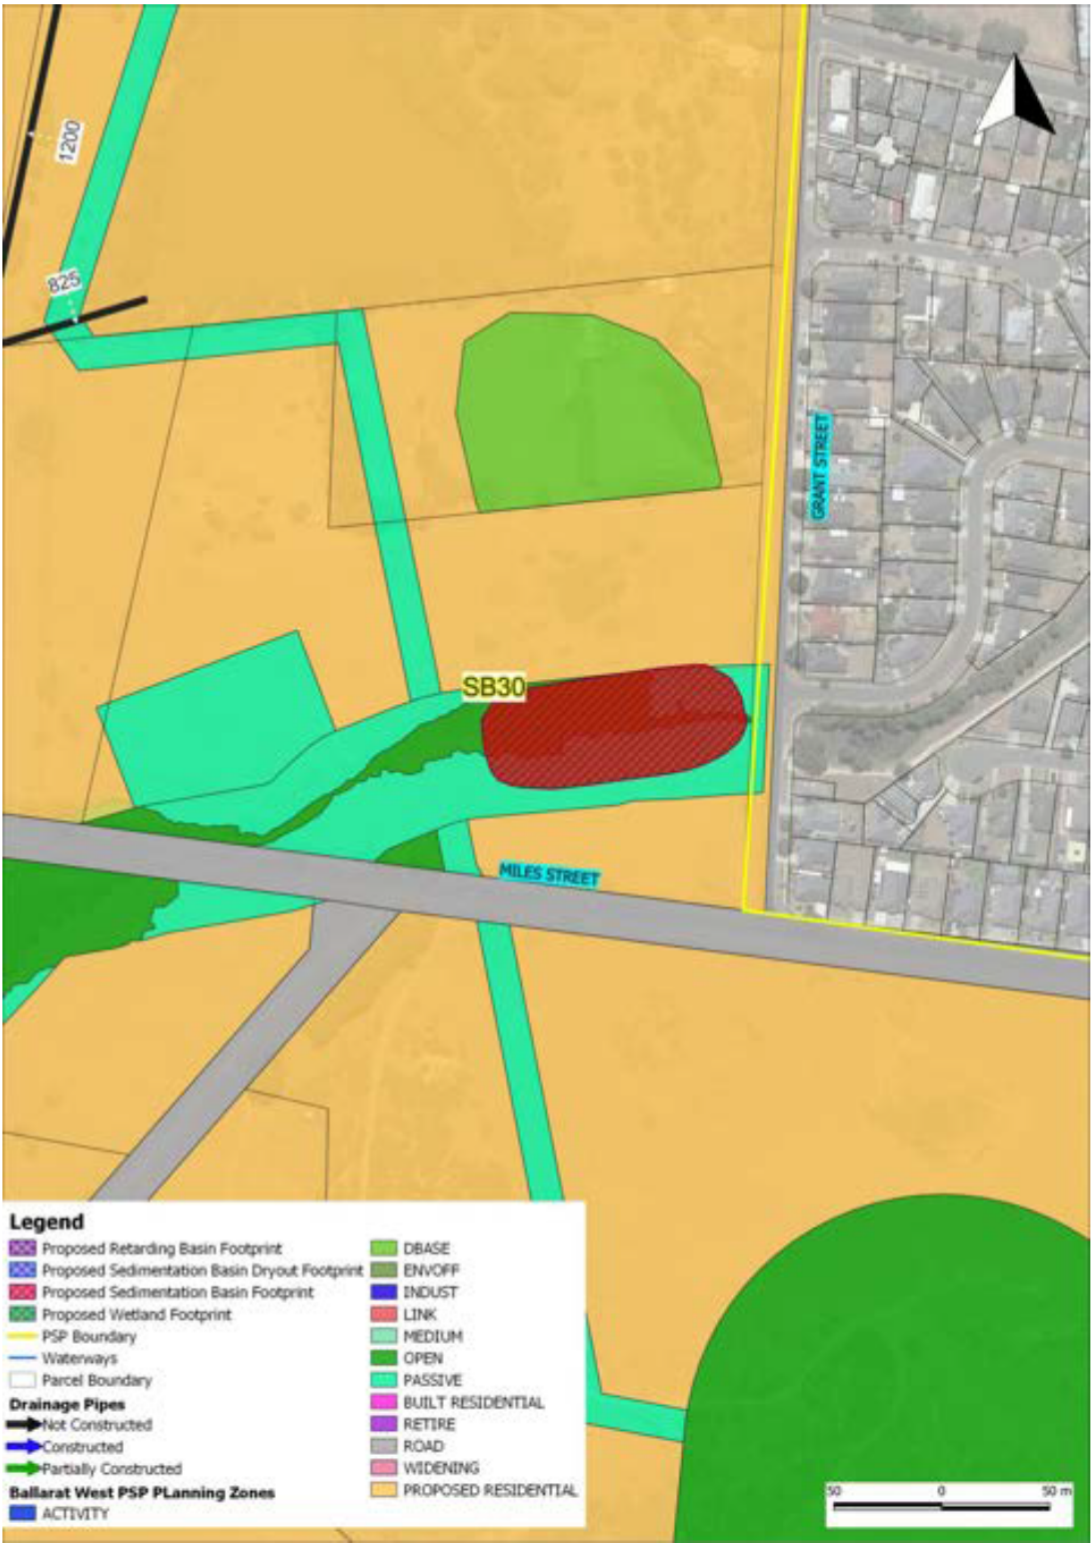 1200
825
GRANT STREET
SB30
MILES STREET
Legend
Proposed Retarding Basin Footprint
Proposed Sedimentation Basin Dryout Footprint
Proposed Sedimentation Basin Footprint
Proposed Wetland Footprint
PSP Boundary
Waterways
Parcel Boundary
Drainage Pipes
Not Constructed
Constructed
Partially Constructed
Ballarat West PSP PLanning Zones
ACTIVITY
DBASE
ENVOFF
INDUST
LINK
MEDIUM
OPEN
PASSIVE
BUILT RESIDENTIAL
RETIRE
ROAD
WIDENING
PROPOSED RESIDENTIAL
50 0 50 m